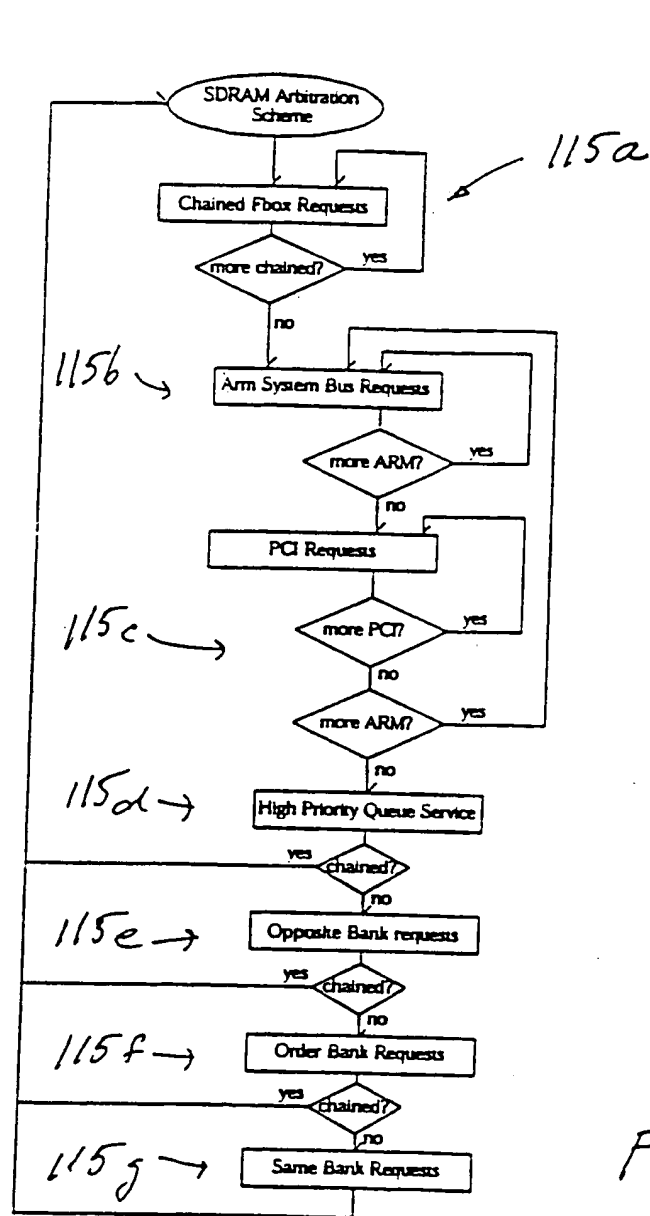 SDRAM Arbitration
Scheme
115a
Chained Fbox Requests
more chained?
yes
no
115b
Arm System Bus Requests
more ARM?
yes
no
PCI Requests
115c
more PCI?
yes
no
more ARM?
yes
no
115d
High Priority Queue Service
yes
chained?
no
115e
Opposite Bank requests
yes
chained?
no
115f
Order Bank Requests
yes
chained?
no
115g
Same Bank Requests
F